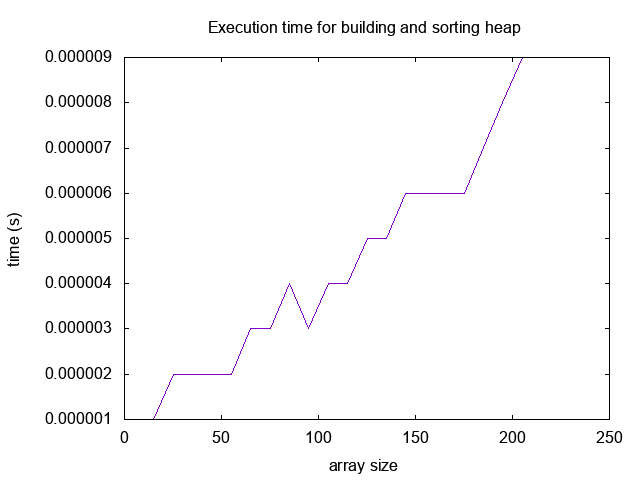 Execution time for building and sorting heap
0.000009
0.000008
0.000007
0.000006
0.000005
0.000004
0.000003
0.000002
0.000001
time (s)
0 50 100 150 200 250
array size